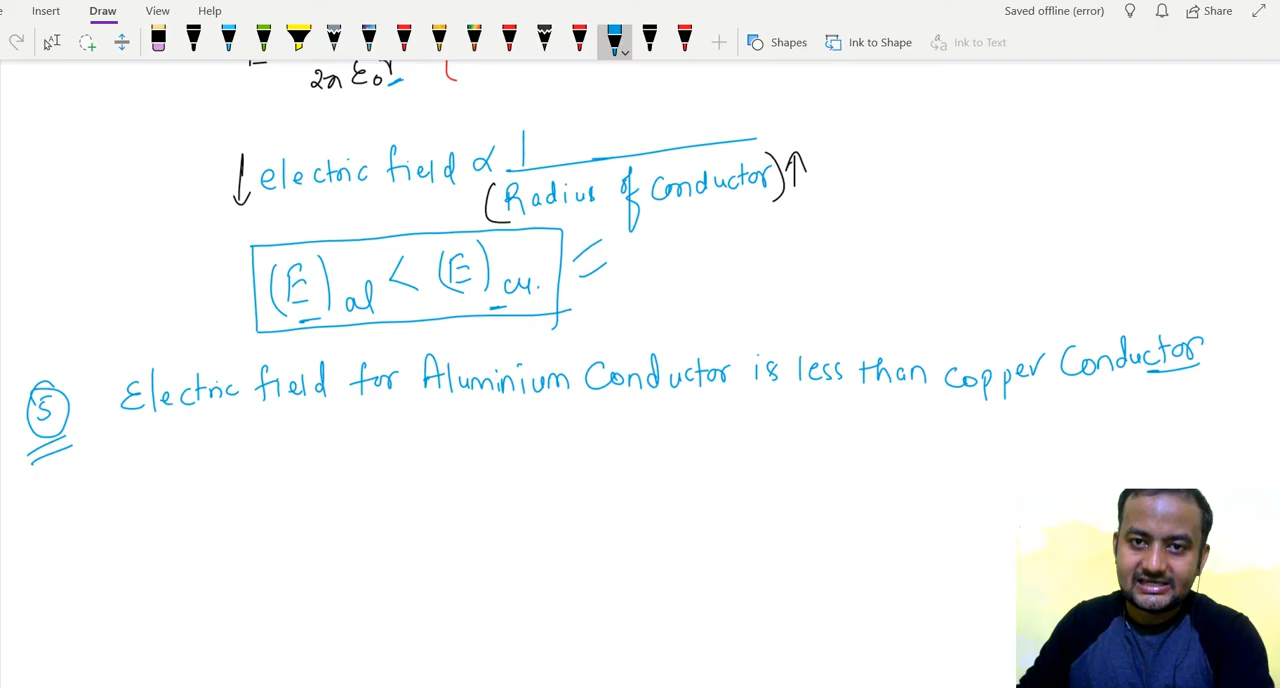 Insert Draw View Help
Saved offline (error) Share
Shapes Ink to Shape Ink to Text
2π ε₀ r
↓ electric field ∝ 1
(Radius of Conductor) ↑
(E) al < (E) cu.
5 Electric field for Aluminium Conductor is less than copper Conductor